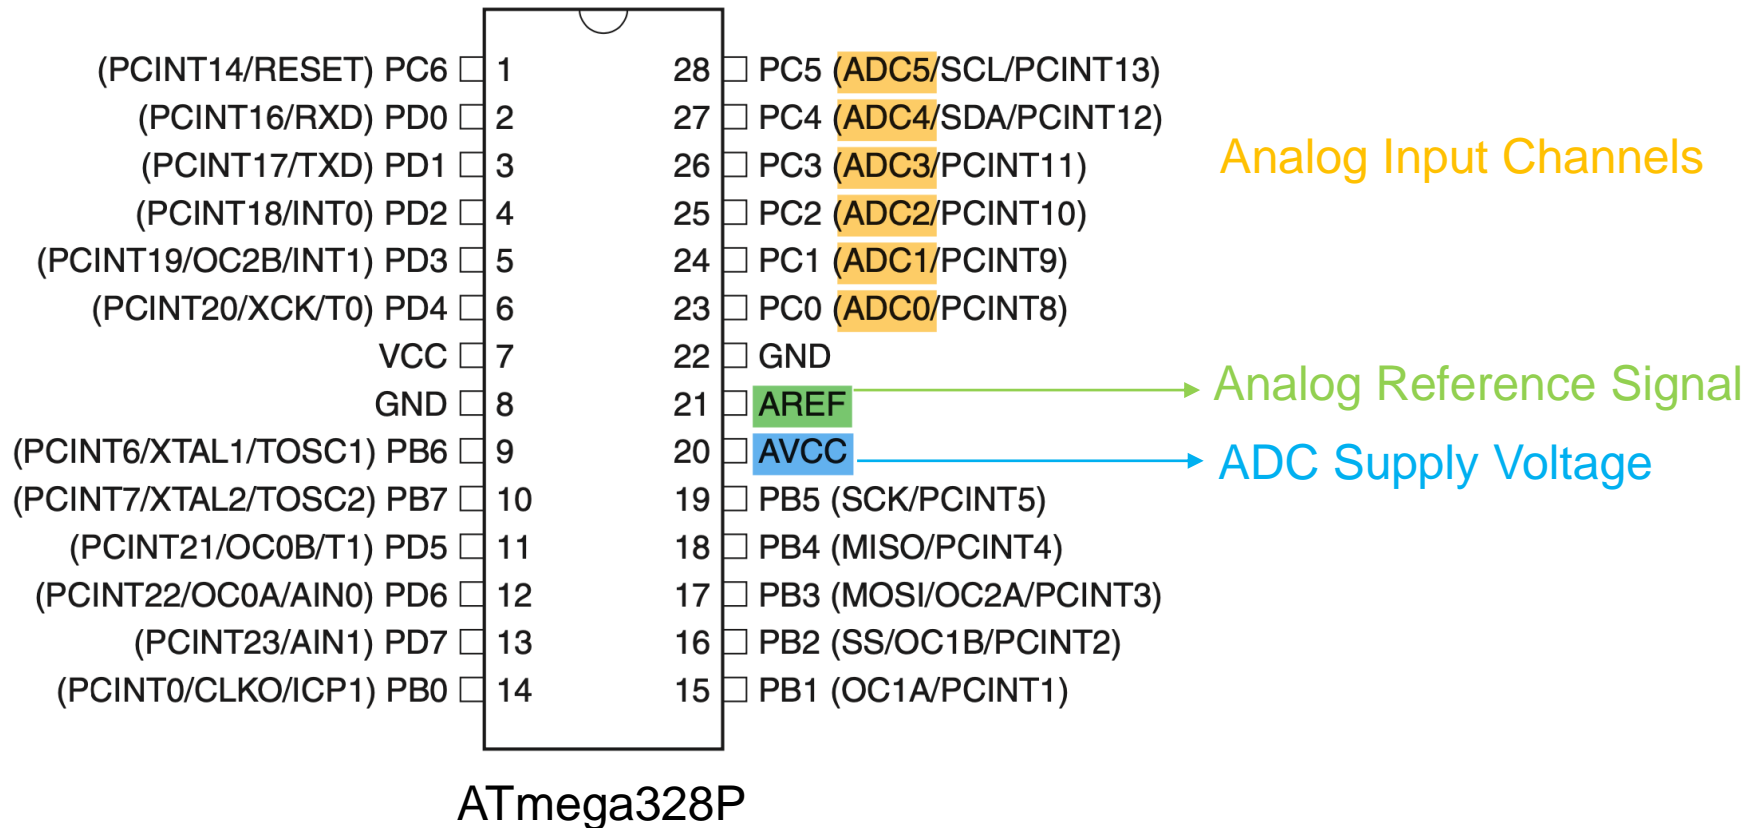 (PCINT14/RESET) PC6 1 28 PC5 (ADC5/SCL/PCINT13)
(PCINT16/RXD) PD0 2 27 PC4 (ADC4/SDA/PCINT12)
Analog Input Channels
(PCINT17/TXD) PD1 3 26 PC3 (ADC3/PCINT11)
(PCINT18/INT0) PD2 4 25 PC2 (ADC2/PCINT10)
(PCINT19/OC2B/INT1) PD3 5 24 PC1 (ADC1/PCINT9)
(PCINT20/XCK/T0) PD4 6 23 PC0 (ADC0/PCINT8)
VCC 7 22 GND
GND 8 21 AREF Analog Reference Signal
(PCINT6/XTAL1/TOSC1) PB6 9 20 AVCC ADC Supply Voltage
(PCINT7/XTAL2/TOSC2) PB7 10 19 PB5 (SCK/PCINT5)
(PCINT21/OC0B/T1) PD5 11 18 PB4 (MISO/PCINT4)
(PCINT22/OC0A/AIN0) PD6 12 17 PB3 (MOSI/OC2A/PCINT3)
(PCINT23/AIN1) PD7 13 16 PB2 (SS/OC1B/PCINT2)
(PCINT0/CLKO/ICP1) PB0 14 15 PB1 (OC1A/PCINT1)
ATmega328P